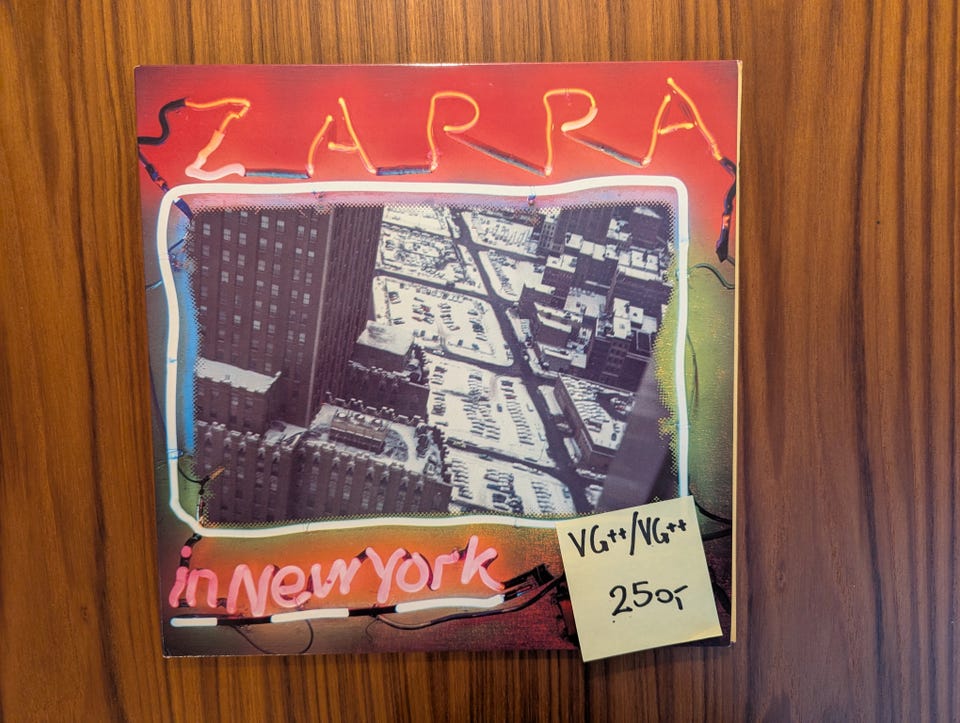 ZAPPA
in New York
VG++/VG++
250,-